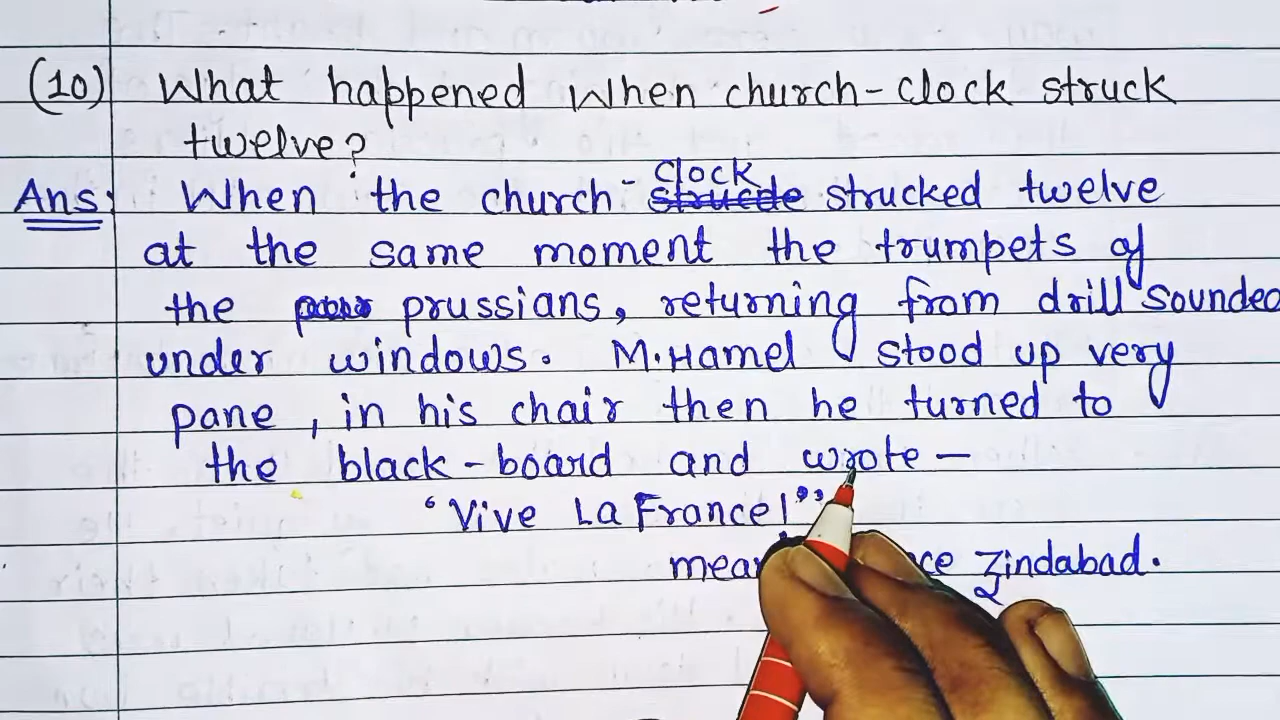 (10) What happened when church-clock struck
twelve?
Ans: When the church-clock strucked twelve
at the same moment the trumpets of
the prussians, returning from drill sounded
under windows. M.Hamel stood up very
pane, in his chair then he turned to
the black-board and wrote –
‘Vive La France!”
Zindabad.